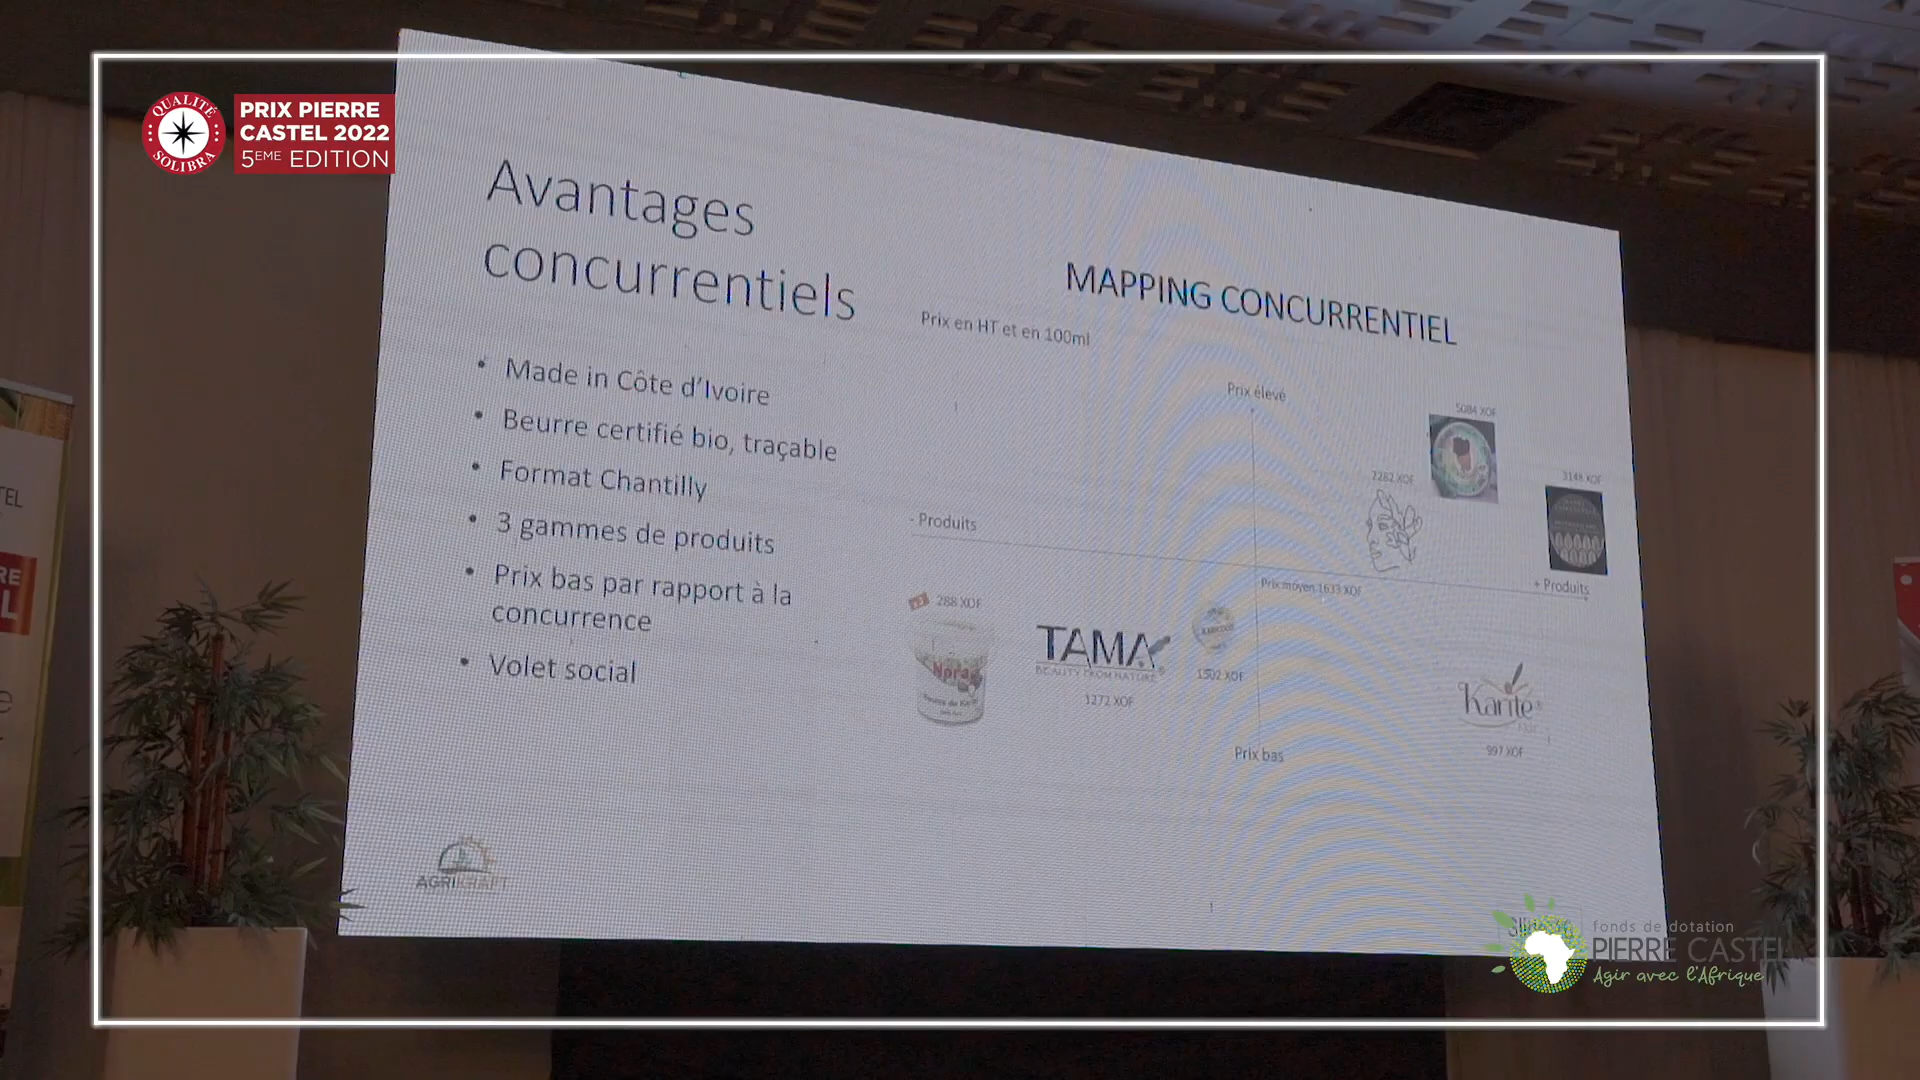 QUALITÉ
SOLIBRA
PRIX PIERRE
CASTEL 2022
5EME EDITION
Avantages
concurrentiels
• Made in Côte d'Ivoire
• Beurre certifié bio, traçable
• Format Chantilly
• 3 gammes de produits
• Prix bas par rapport à la
concurrence
• Volet social
AGRIKRAFT
MAPPING CONCURRENTIEL
Prix en HT et en 100ml
Prix élevé
5084 XOF
2282 XOF
3148 XOF
- Produits
+ Produits
Prix moyen 1633 XOF
288 XOF
TAMA
BEAUTY FROM NATURE
1272 XOF
1502 XOF
Karité
997 XOF
Prix bas
fonds de dotation
PIERRE CASTEL
Agir avec l'Afrique
TEL
RE
L
e